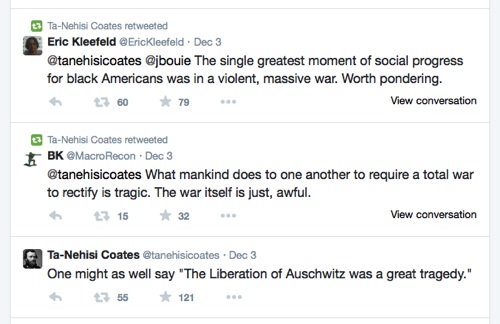 Ta-Nehisi Coates retweeted
Eric Kleefeld @EricKleefeld · Dec 3
@tanehisicoates @jbouie The single greatest moment of social progress
for black Americans was in a violent, massive war. Worth pondering.
60 79 View conversation
Ta-Nehisi Coates retweeted
BK @MacroRecon · Dec 3
@tanehisicoates What mankind does to one another to require a total war
to rectify is tragic. The war itself is just, awful.
15 32 View conversation
Ta-Nehisi Coates @tanehisicoates · Dec 3
One might as well say "The Liberation of Auschwitz was a great tragedy."
55 121